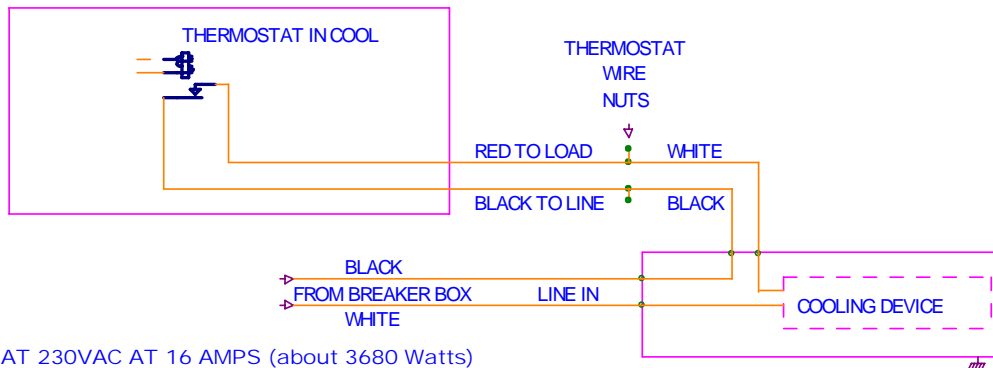 THERMOSTAT IN COOL
THERMOSTAT
WIRE
NUTS
RED TO LOAD
WHITE
BLACK TO LINE
BLACK
BLACK
FROM BREAKER BOX
LINE IN
COOLING DEVICE
WHITE
AT 230VAC AT 16 AMPS (about 3680 Watts)